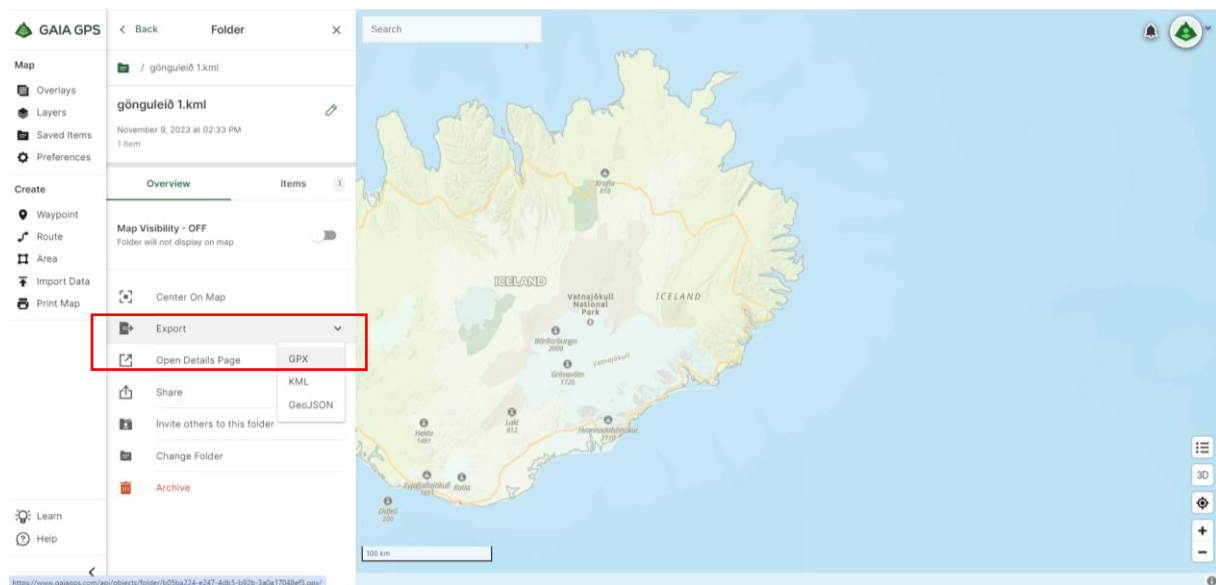 GAIA GPS
Map
Overlays
Layers
Saved Items
Preferences
Create
Waypoint
Route
Area
Import Data
Print Map
Learn
Help
Back
Folder
/ gönguleið 1.kml
gönguleið 1.kml
November 9, 2023 at 02:33 PM
1 item
Overview
Items
1
Map Visibility - OFF
Folder will not display on map
Center On Map
Export
Open Details Page
GPX
KML
GeoJSON
Share
Invite others to this folder
Change Folder
Archive
Search
Krafla
818
ICELAND
Vatnajökull
National
Park
ICELAND
Bárðarbunga
2009
Vatnajökull
Grímsvötn
1725
Hekla
1491
Laki
812
Hvannadalshnúkur
2110
Eyjafjallajökull
1651
Katla
Eldfell
200
100 km
3D